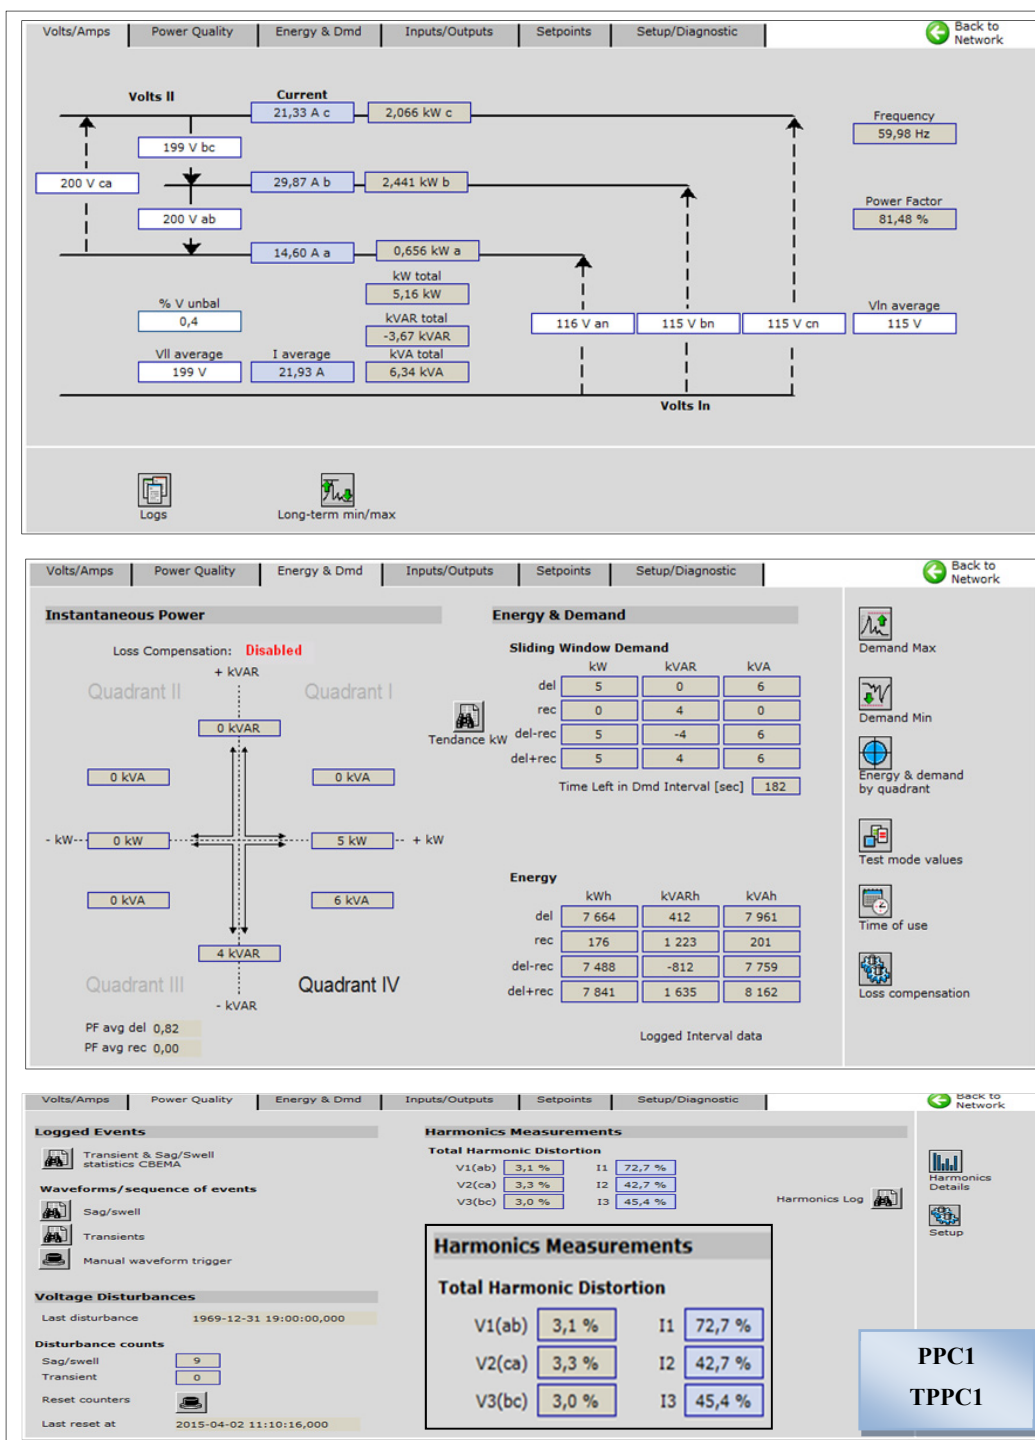 Volts/Amps Power Quality Energy & Dmd Inputs/Outputs Setpoints Setup/Diagnostic Back to Network
Volts ll Current
21,33 A c 2,066 kW c
Frequency
59,98 Hz
199 V bc
200 V ca 29,87 A b 2,441 kW b
Power Factor
81,48 %
200 V ab
14,60 A a 0,656 kW a
kW total
5,16 kW
% V unbal
0,4
kVAR total
-3,67 kVAR
Vln average
116 V an 115 V bn 115 V cn 115 V
Vll average I average kVA total
199 V 21,93 A 6,34 kVA
Volts ln
Logs Long-term min/max
Volts/Amps Power Quality Energy & Dmd Inputs/Outputs Setpoints Setup/Diagnostic Back to Network
Instantaneous Power
Loss Compensation: Disabled
+ kVAR
Quadrant II Quadrant I
0 kVAR
0 kVA 0 kVA
- kW 0 kW 5 kW + kW
0 kVA 6 kVA
4 kVAR
Quadrant III Quadrant IV
- kVAR
PF avg del 0,82
PF avg rec 0,00
Tendance kW
Energy & Demand
Sliding Window Demand
kW kVAR kVA
del 5 0 6
rec 0 4 0
del-rec 5 -4 6
del+rec 5 4 6
Time Left in Dmd Interval [sec] 182
Energy
kWh kVARh kVAh
del 7 664 412 7 961
rec 176 1 223 201
del-rec 7 488 -812 7 759
del+rec 7 841 1 635 8 162
Logged Interval data
Demand Max
Demand Min
Energy & demand
by quadrant
Test mode values
Time of use
Loss compensation
Volts/Amps Power Quality Energy & Dmd Inputs/Outputs Setpoints Setup/Diagnostic Back to Network
Logged Events
Transient & Sag/Swell
statistics CBEMA
Waveforms/sequence of events
Sag/swell
Transients
Manual waveform trigger
Voltage Disturbances
Last disturbance 1969-12-31 19:00:00,000
Disturbance counts
Sag/swell 9
Transient 0
Reset counters
Last reset at 2015-04-02 11:10:16,000
Harmonics Measurements
Total Harmonic Distortion
V1(ab) 3,1 % I1 72,7 %
V2(ca) 3,3 % I2 42,7 %
V3(bc) 3,0 % I3 45,4 %
Harmonics Log
Harmonics
Details
Setup
Harmonics Measurements
Total Harmonic Distortion
V1(ab) 3,1 % I1 72,7 %
V2(ca) 3,3 % I2 42,7 %
V3(bc) 3,0 % I3 45,4 %
PPC1
TPPC1